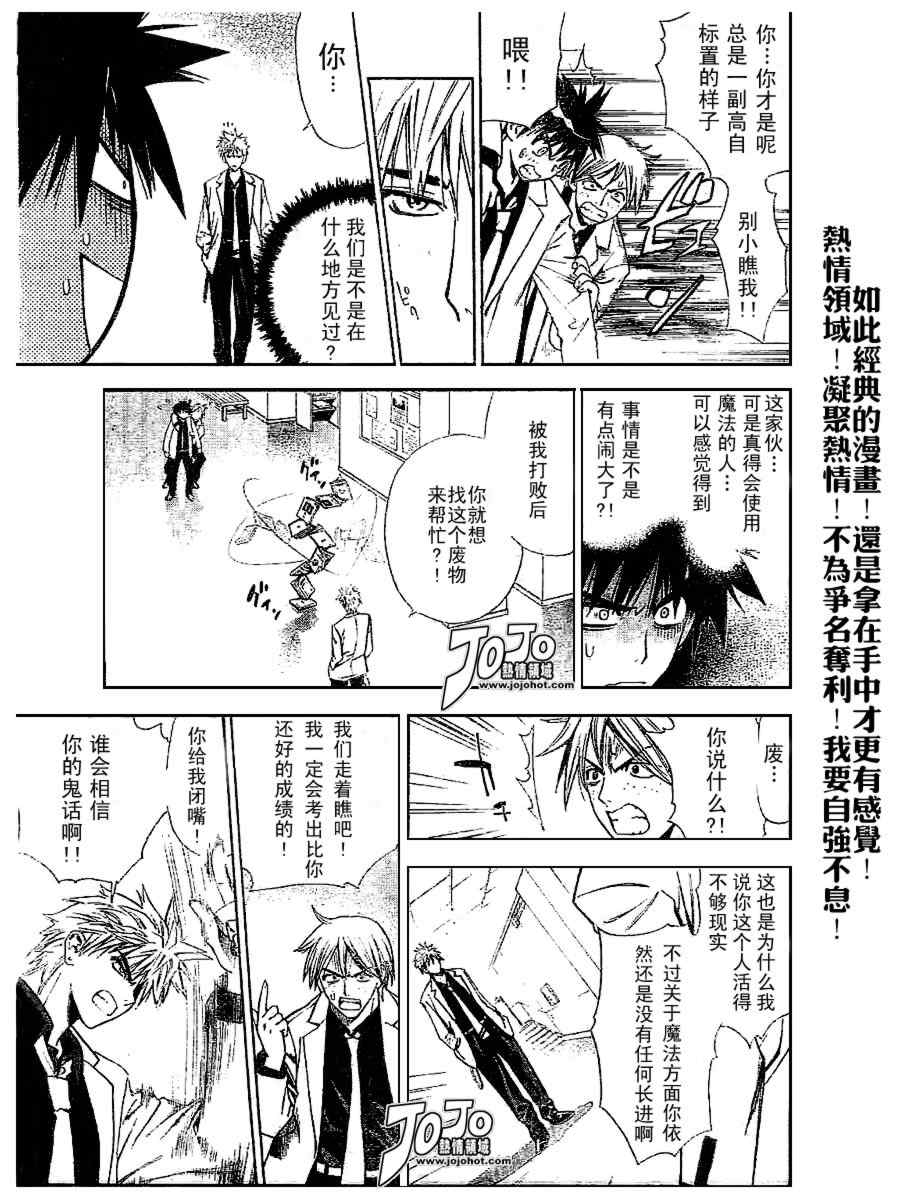 你…你才是呢
总是一副高自
标置的样子
喂!!
别小瞧我!!
ビビ
ピク
你…
我们是不是在
什么地方见过?
这家伙…
可是真得会使用
魔法的人…
可以感觉得到
事情是不是
有点闹大了?!
被我打败后
你就想
找这个废物
来帮忙?!
グイッ
グイッ
JOJO
熱情領域
www.jojohot.com
废…
你说什么?!
我们走着瞧吧!
我一定会考出比你
还好的成绩的!
你给我闭嘴!
谁会相信
你的鬼话啊!!
这也是为什么我
说你这个人活得
不够现实
不过关于魔法方面你依
然还是没有任何长进啊
JOJO
熱情領域
www.jojohot.com
如此經典的漫畫!還是拿在手中才更有感覺!
熱情領域!凝聚熱情!不為爭名奪利!我要自強不息!